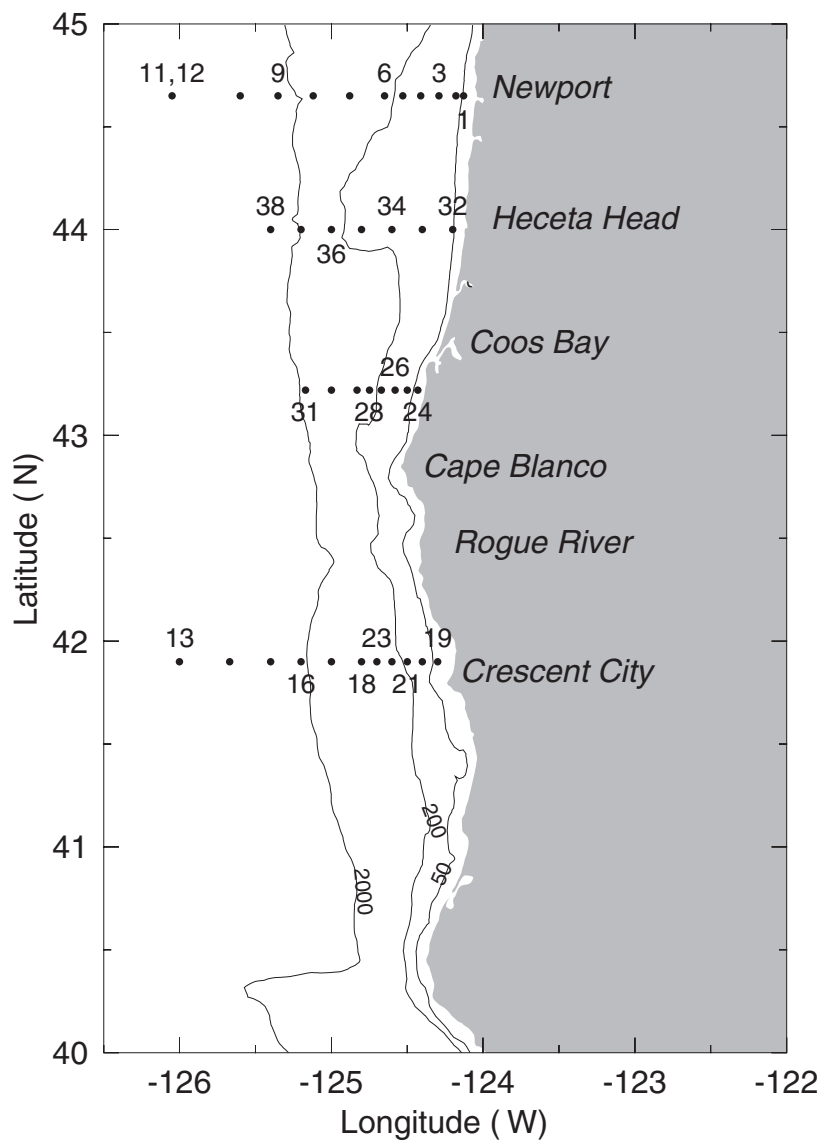 45
11,12 9 6 3 Newport
1
38 34 32 Heceta Head
44
36
Coos Bay
26
31 28 24
43
Cape Blanco
Rogue River
42
13 23 19
Crescent City
16 18 21
200
41
50
2000
40
-126 -125 -124 -123 -122
Longitude ( W)
Latitude ( N)